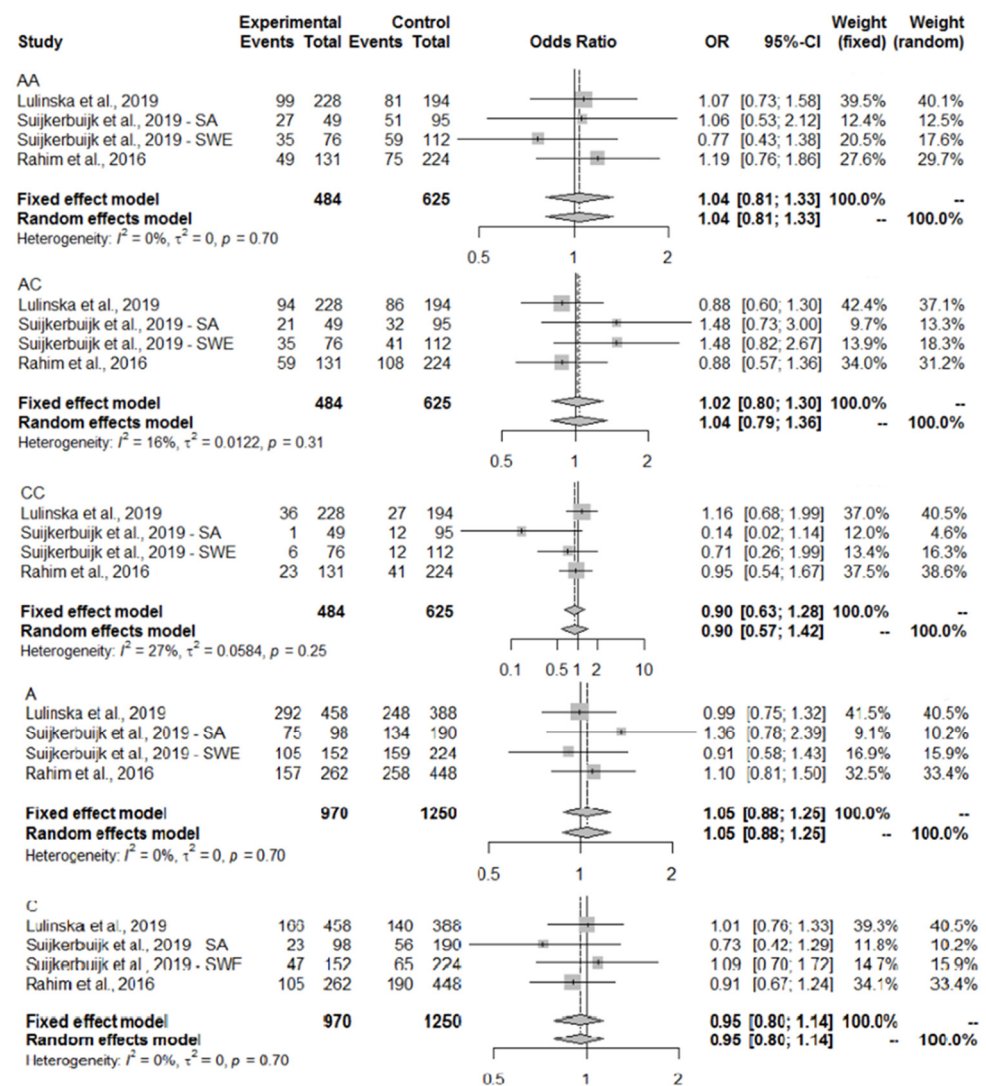 Experimental Control Weight Weight
Study Events Total Events Total Odds Ratio OR 95%-CI (fixed) (random)
AA
Lulinska et al., 2019 99 228 81 194 1.07 [0.73; 1.58] 39.5% 40.1%
Suijkerbuijk et al., 2019 - SA 27 49 51 95 1.06 [0.53; 2.12] 12.4% 12.5%
Suijkerbuijk et al., 2019 - SWE 35 76 59 112 0.77 [0.43; 1.38] 20.5% 17.6%
Rahim et al., 2016 49 131 75 224 1.19 [0.76; 1.86] 27.6% 29.7%
Fixed effect model 484 625 1.04 [0.81; 1.33] 100.0% --
Random effects model 1.04 [0.81; 1.33] -- 100.0%
Heterogeneity: I² = 0%, τ² = 0, p = 0.70
0.5 1 2
AC
Lulinska et al., 2019 94 228 86 194 0.88 [0.60; 1.30] 42.4% 37.1%
Suijkerbuijk et al., 2019 - SA 21 49 32 95 1.48 [0.73; 3.00] 9.7% 13.3%
Suijkerbuijk et al., 2019 - SWE 35 76 41 112 1.48 [0.82; 2.67] 13.9% 18.3%
Rahim et al., 2016 59 131 108 224 0.88 [0.57; 1.36] 34.0% 31.2%
Fixed effect model 484 625 1.02 [0.80; 1.30] 100.0% --
Random effects model 1.04 [0.79; 1.36] -- 100.0%
Heterogeneity: I² = 16%, τ² = 0.0122, p = 0.31
0.5 1 2
CC
Lulinska et al., 2019 36 228 27 194 1.16 [0.68; 1.99] 37.0% 40.5%
Suijkerbuijk et al., 2019 - SA 1 49 12 95 0.14 [0.02; 1.14] 12.0% 4.6%
Suijkerbuijk et al., 2019 - SWE 6 76 12 112 0.71 [0.26; 1.99] 13.4% 16.3%
Rahim et al., 2016 23 131 41 224 0.95 [0.54; 1.67] 37.5% 38.6%
Fixed effect model 484 625 0.90 [0.63; 1.28] 100.0% --
Random effects model 0.90 [0.57; 1.42] -- 100.0%
Heterogeneity: I² = 27%, τ² = 0.0584, p = 0.25
0.1 0.5 1 2 10
A
Lulinska et al., 2019 292 458 248 388 0.99 [0.75; 1.32] 41.5% 40.5%
Suijkerbuijk et al., 2019 - SA 75 98 134 190 1.36 [0.78; 2.39] 9.1% 10.2%
Suijkerbuijk et al., 2019 - SWE 105 152 159 224 0.91 [0.58; 1.43] 16.9% 15.9%
Rahim et al., 2016 157 262 258 448 1.10 [0.81; 1.50] 32.5% 33.4%
Fixed effect model 970 1250 1.05 [0.88; 1.25] 100.0% --
Random effects model 1.05 [0.88; 1.25] -- 100.0%
Heterogeneity: I² = 0%, τ² = 0, p = 0.70
0.5 1 2
C
Lulinska et al., 2019 166 458 140 388 1.01 [0.76; 1.33] 39.3% 40.5%
Suijkerbuijk et al., 2019 SA 23 98 56 190 0.73 [0.42; 1.29] 11.8% 10.2%
Suijkerbuijk et al., 2019 - SWE 47 152 65 224 1.09 [0.70; 1.72] 14.7% 15.9%
Rahim et al., 2016 105 262 190 448 0.91 [0.67; 1.24] 34.1% 33.4%
Fixed effect model 970 1250 0.95 [0.80; 1.14] 100.0% --
Random effects model 0.95 [0.80; 1.14] -- 100.0%
Heterogeneity: I² = 0%, τ² = 0, p = 0.70
0.5 1 2